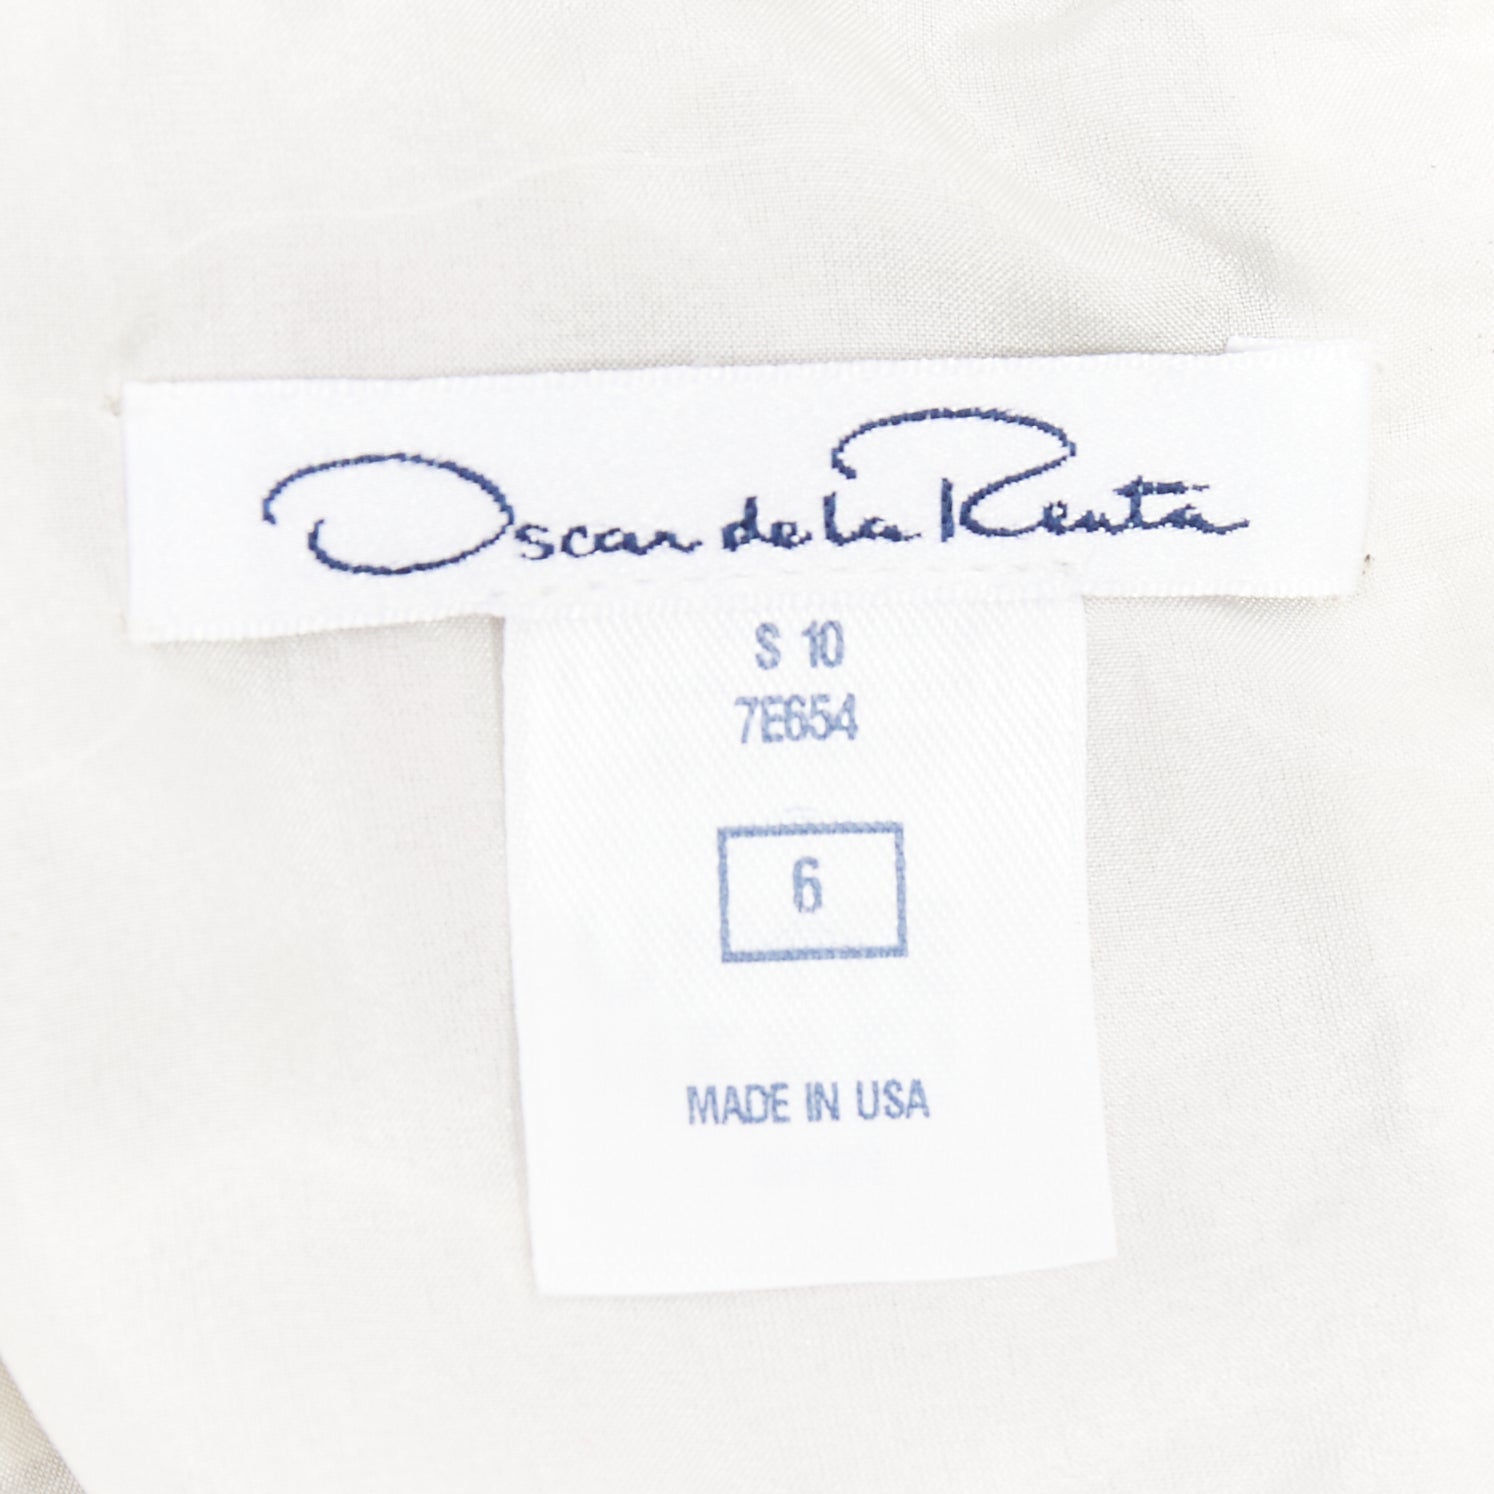 Oscar de la Renta
S 10
7E654
6
MADE IN USA